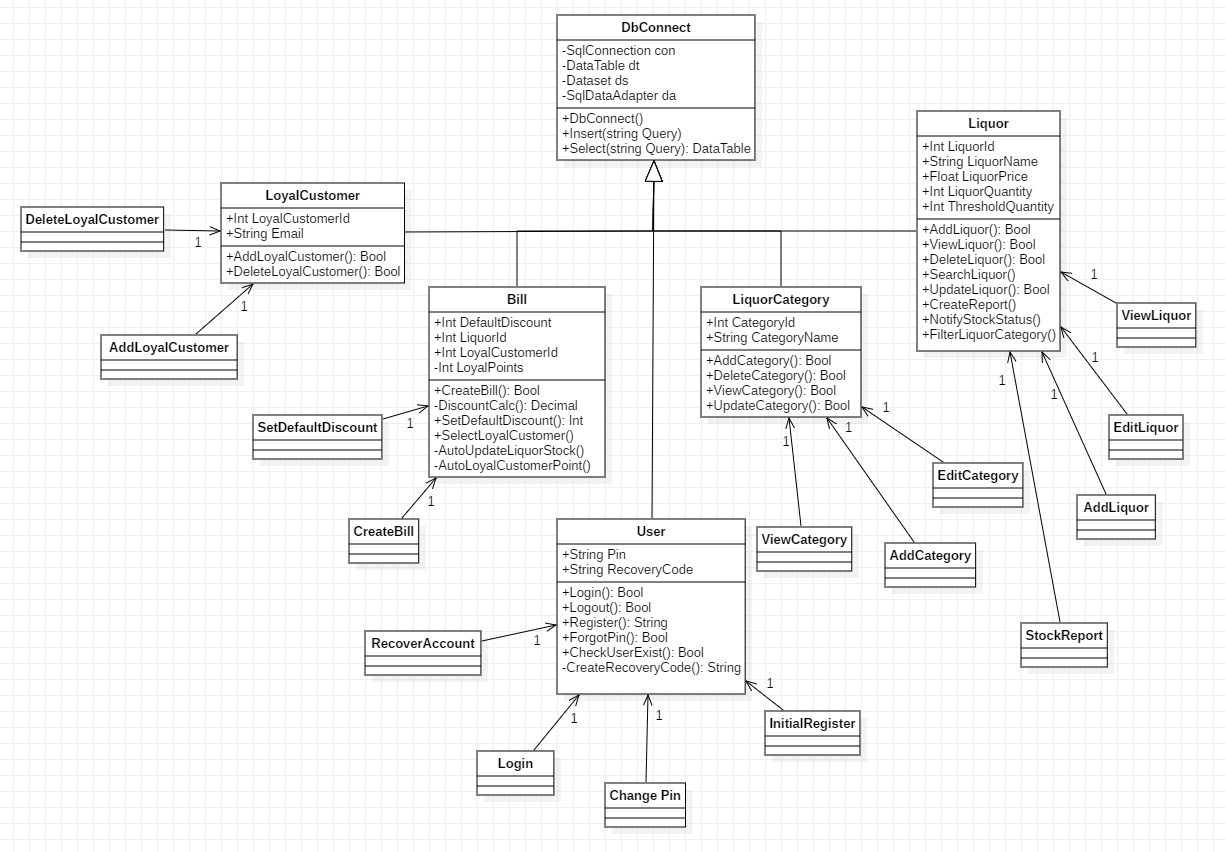 DbConnect
-SqlConnection con
-DataTable dt
-Dataset ds
-SqlDataAdapter da
+DbConnect()
+Insert(string Query)
+Select(string Query): DataTable
Liquor
+Int LiquorId
+String LiquorName
+Float LiquorPrice
+Int LiquorQuantity
+Int ThresholdQuantity
+AddLiquor(): Bool
+ViewLiquor(): Bool
+DeleteLiquor(): Bool
+SearchLiquor()
+UpdateLiquor(): Bool
+CreateReport()
+NotifyStockStatus()
+FilterLiquorCategory()
LoyalCustomer
+Int LoyalCustomerId
+String Email
+AddLoyalCustomer(): Bool
+DeleteLoyalCustomer(): Bool
DeleteLoyalCustomer
1
AddLoyalCustomer
1
Bill
+Int DefaultDiscount
+Int LiquorId
+Int LoyalCustomerId
-Int LoyalPoints
+CreateBill(): Bool
-DiscountCalc(): Decimal
+SetDefaultDiscount(): Int
+SelectLoyalCustomer()
-AutoUpdateLiquorStock()
-AutoLoyalCustomerPoint()
SetDefaultDiscount
1
CreateBill
1
LiquorCategory
+Int CategoryId
+String CategoryName
+AddCategory(): Bool
+DeleteCategory(): Bool
+ViewCategory(): Bool
+UpdateCategory(): Bool
1
1
1
ViewCategory
AddCategory
EditCategory
1
ViewLiquor
1
EditLiquor
1
AddLiquor
1
StockReport
User
+String Pin
+String RecoveryCode
+Login(): Bool
+Logout(): Bool
+Register(): String
+ForgotPin(): Bool
+CheckUserExist(): Bool
-CreateRecoveryCode(): String
RecoverAccount
1
Login
1
Change Pin
1
InitialRegister
1